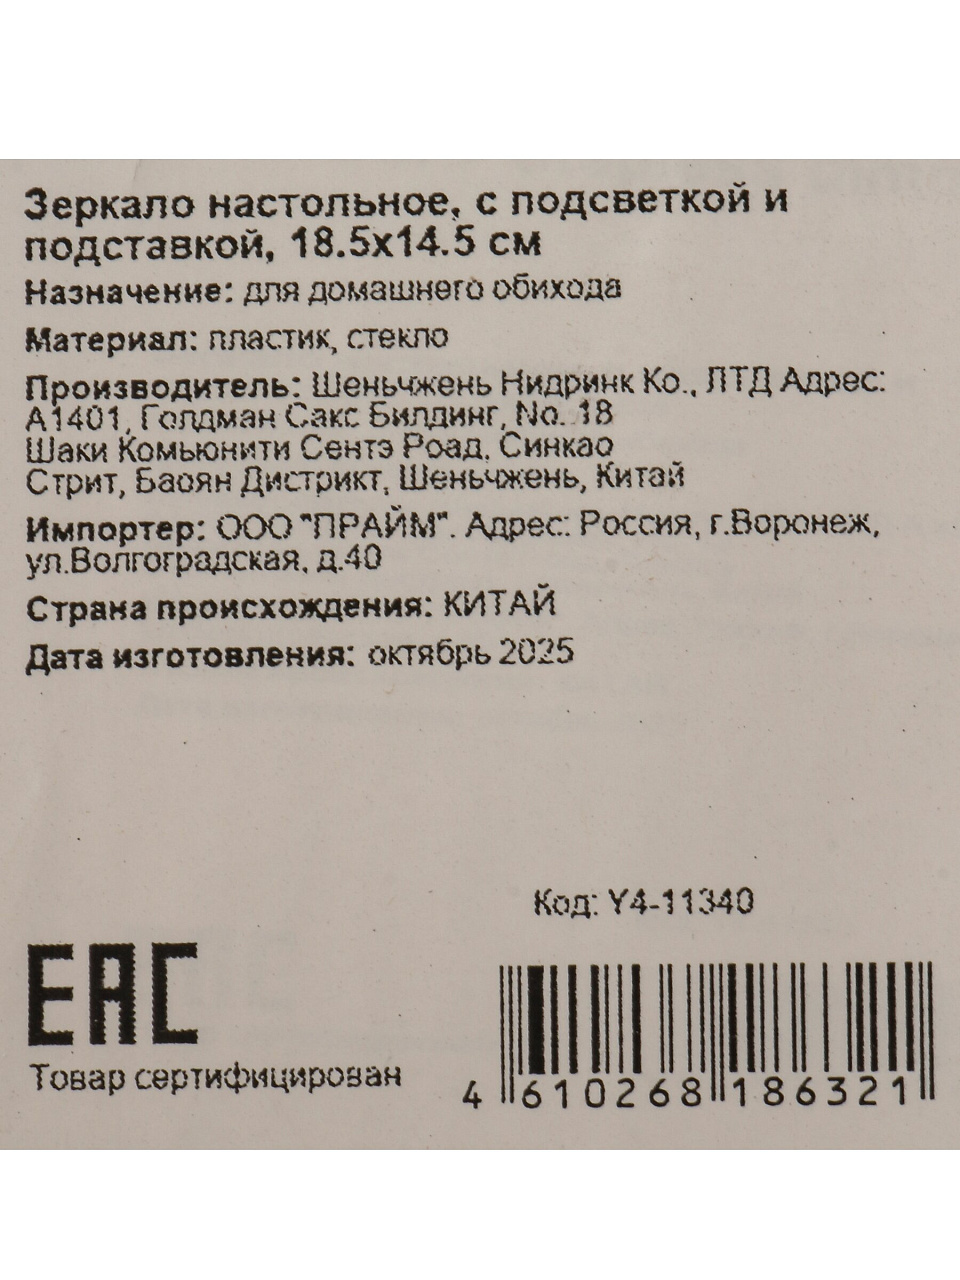 Зеркало настольное, с подсветкой и
подставкой, 18.5х14.5 см
Назначение: для домашнего обихода
Материал: пластик, стекло
Производитель: Шеньчжень Нидринк Ко., ЛТД Адрес:
А1401, Голдман Сакс Билдинг, No. 18
Шаки Комьюнити Сентэ Роад, Синкао
Стрит, Баоян Дистрикт, Шеньчжень, Китай
Импортер: ООО "ПРАЙМ". Адрес: Россия, г.Воронеж,
ул.Волгоградская, д.40
Страна происхождения: КИТАЙ
Дата изготовления: октябрь 2025
Код: Y4-11340
EAC
Товар сертифицирован
4 610268 186321